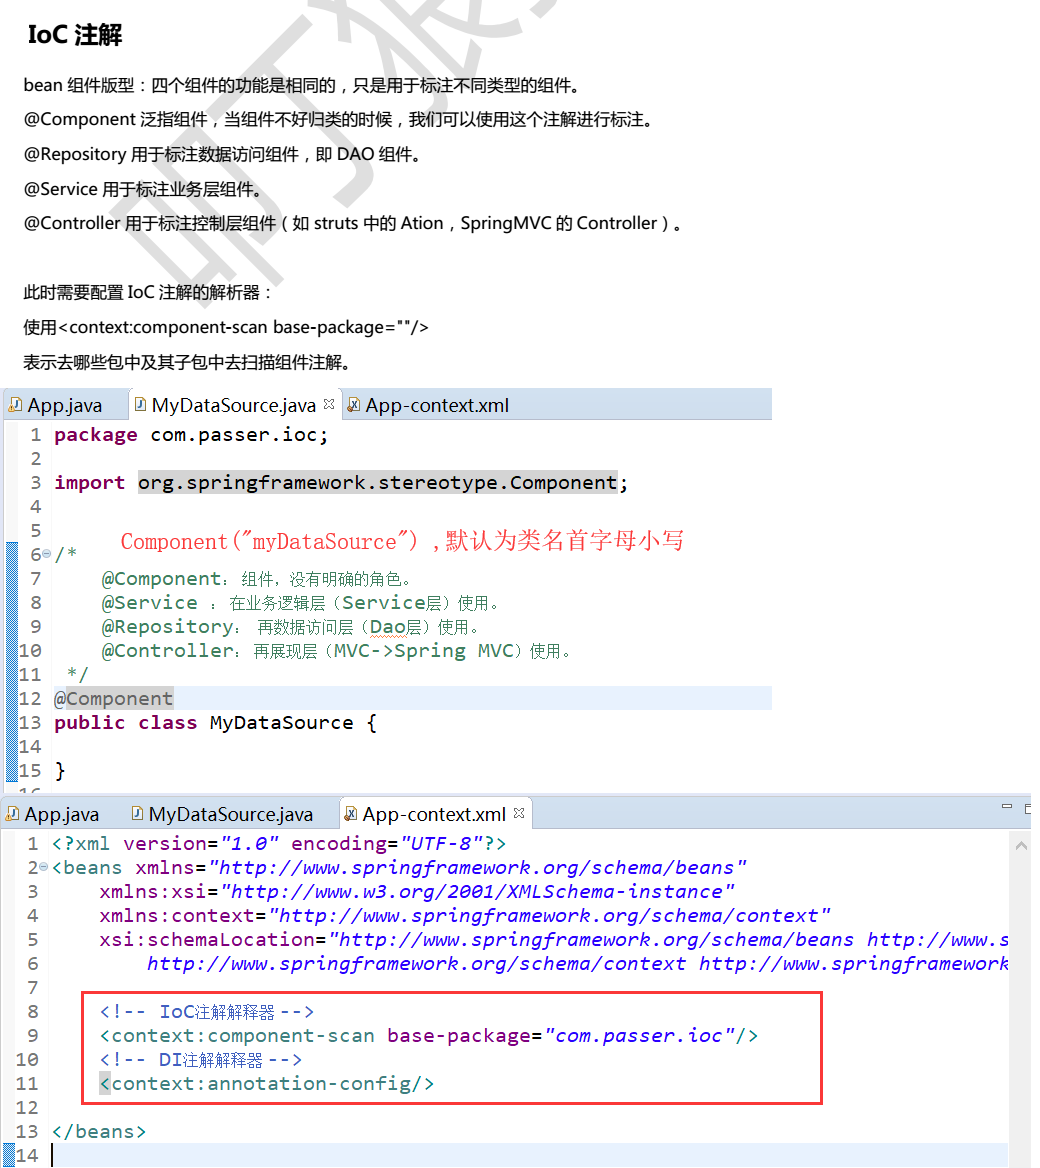 IoC 注解
bean 组件版型：四个组件的功能是相同的，只是用于标注不同类型的组件。
@Component 泛指组件，当组件不好归类的时候，我们可以使用这个注解进行标注。
@Repository 用于标注数据访问组件，即 DAO 组件。
@Service 用于标注业务层组件。
@Controller 用于标注控制层组件（如 struts 中的 Ation，SpringMVC 的 Controller）。
此时需要配置 IoC 注解的解析器：
使用<context:component-scan base-package=""/>
表示去哪些包中及其子包中去扫描组件注解。
App.java MyDataSource.java App-context.xml
1 package com.passer.ioc;
2
3 import org.springframework.stereotype.Component;
4
5
Component("myDataSource") ,默认为类名首字母小写
6 /*
7 @Component：组件，没有明确的角色。
8 @Service ：在业务逻辑层（Service层）使用。
9 @Repository： 再数据访问层（Dao层）使用。
10 @Controller：再展现层（MVC->Spring MVC）使用。
11 */
12 @Component
13 public class MyDataSource {
14
15 }
App.java MyDataSource.java App-context.xml
1 <?xml version="1.0" encoding="UTF-8"?>
2 <beans xmlns="http://www.springframework.org/schema/beans"
3 xmlns:xsi="http://www.w3.org/2001/XMLSchema-instance"
4 xmlns:context="http://www.springframework.org/schema/context"
5 xsi:schemaLocation="http://www.springframework.org/schema/beans http://www.s
6 http://www.springframework.org/schema/context http://www.springframework
7
8 <!-- IoC注解解释器 -->
9 <context:component-scan base-package="com.passer.ioc"/>
10 <!-- DI注解解释器 -->
11 <context:annotation-config/>
12
13 </beans>
14